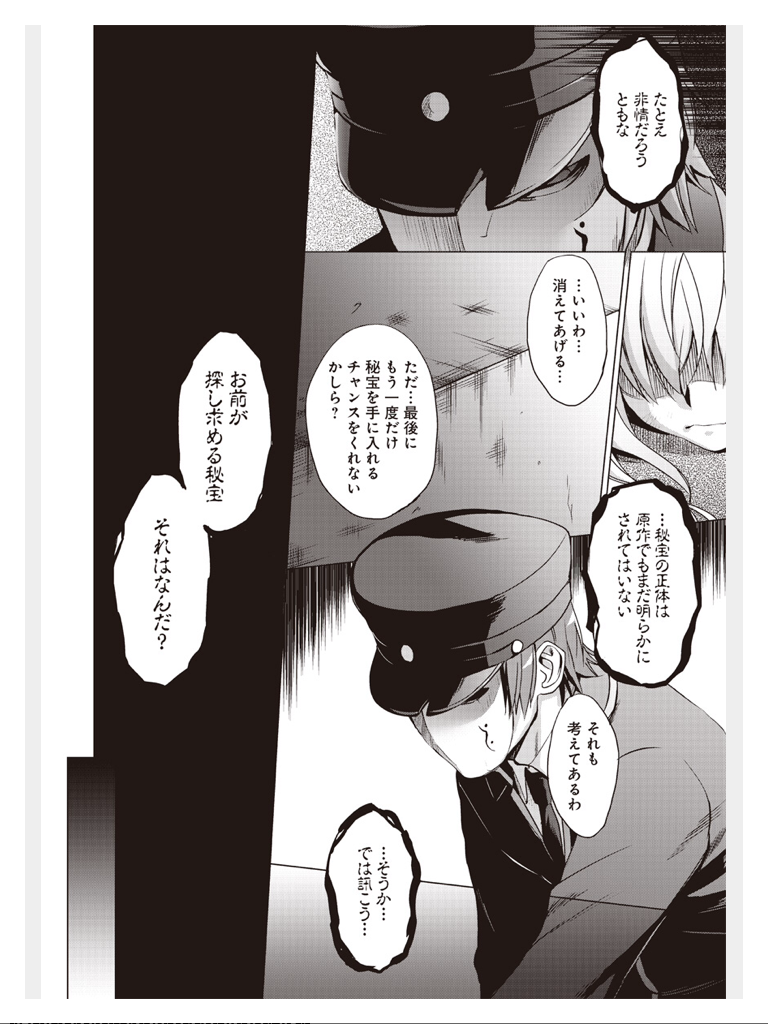 たとえ
非情だろう
ともな
…いいわ…
消えてあげる…
ただ…最後に
もう一度だけ
秘宝を手に入れる
チャンスをくれない
かしら？
…秘宝の正体は
原作でもまだ明らかに
されてはいない
それも
考えてあるわ
…そうか…
では訊こう…
お前が
探し求める秘宝
それはなんだ？